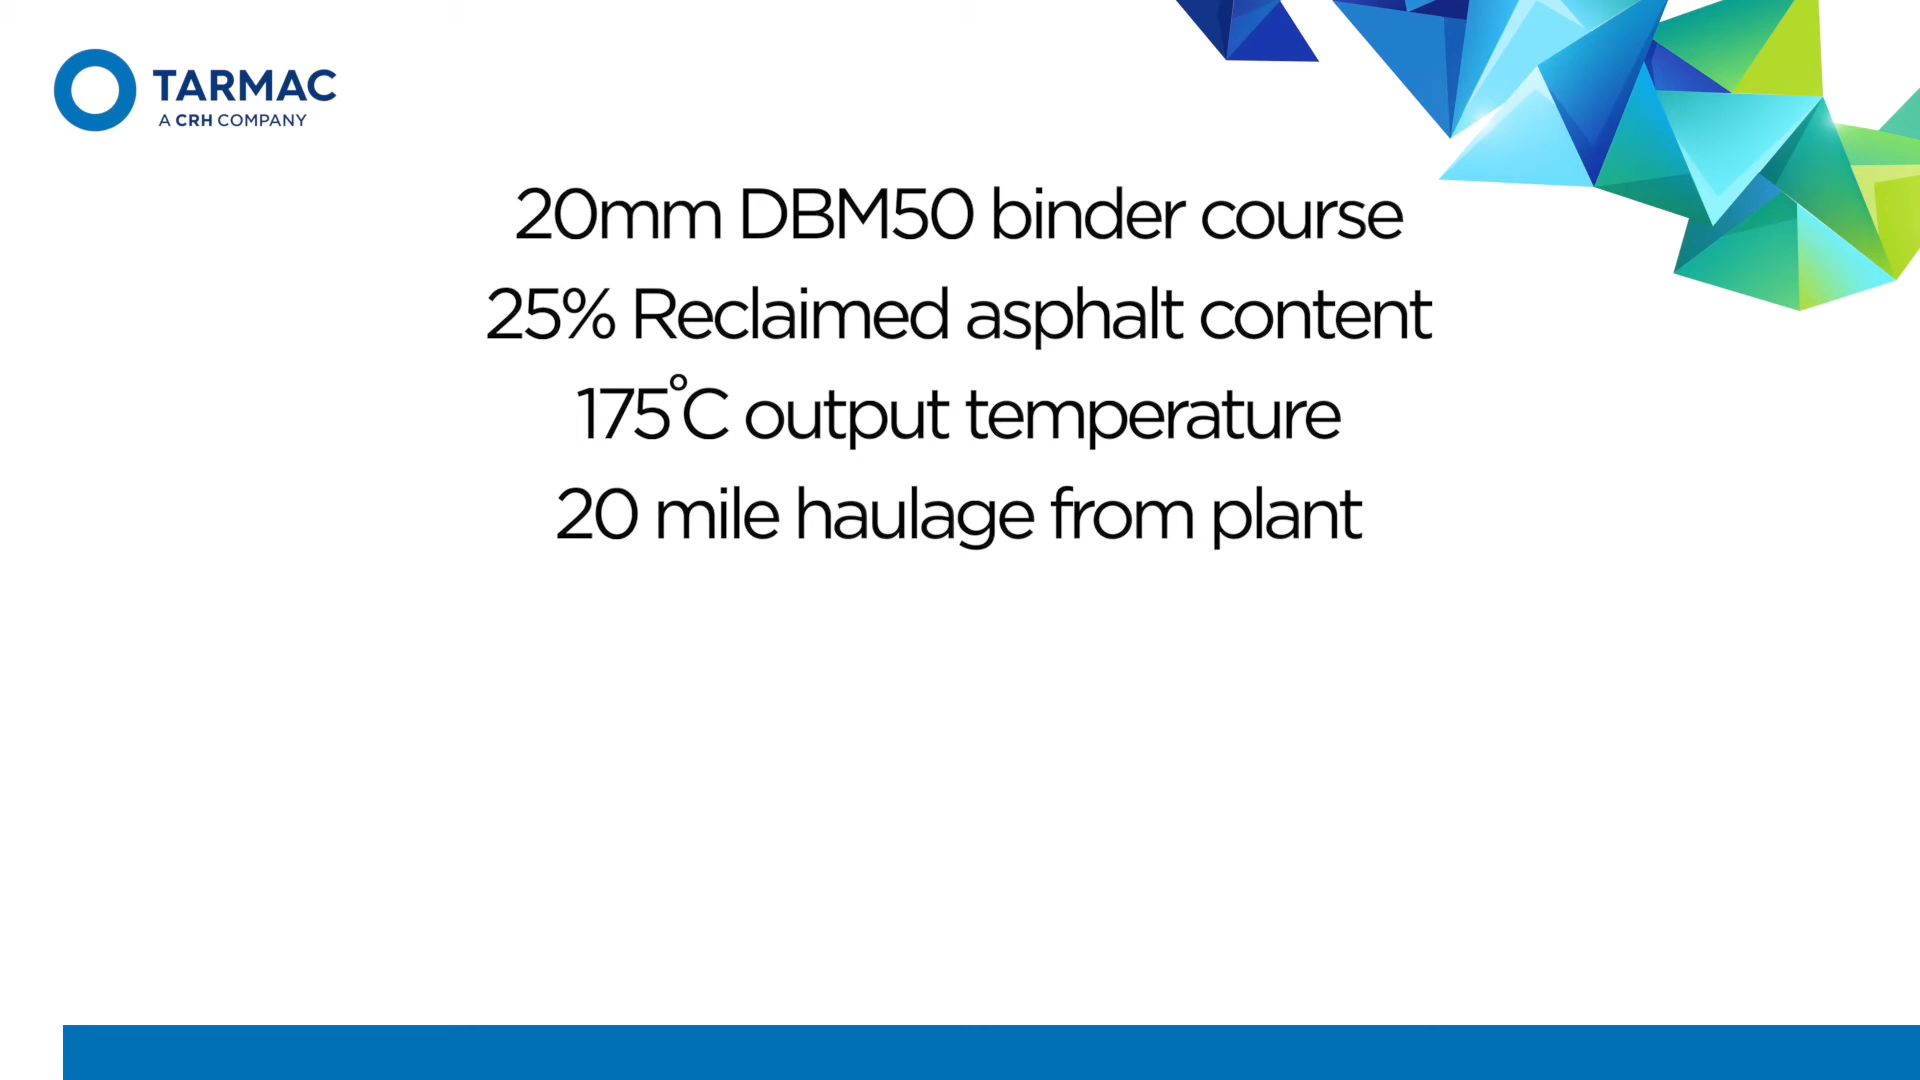 TARMAC
A CRH COMPANY
20mm DBM50 binder course
25% Reclaimed asphalt content
175°C output temperature
20 mile haulage from plant